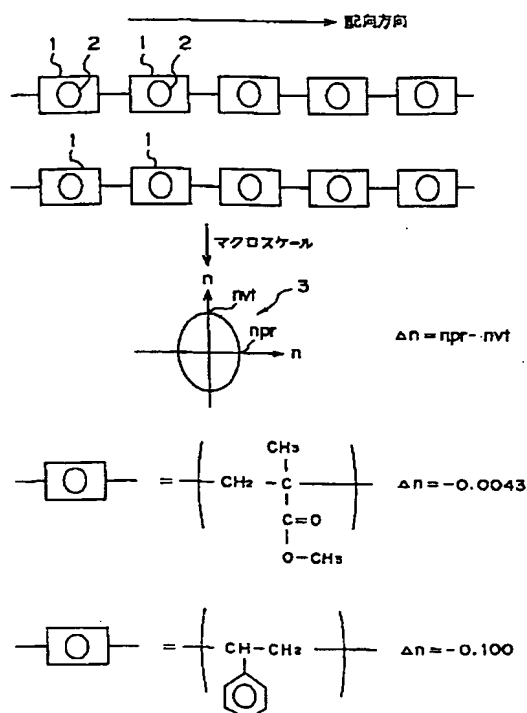 配向方向
1 2 1 2
1 1
マクロスケール
n
nvt
3
npr
n
Δn=npr-nvt
CH₃
= CH₂ - C Δn=-0.0043
C=O
O-CH₃
= CH-CH₂ Δn=-0.100